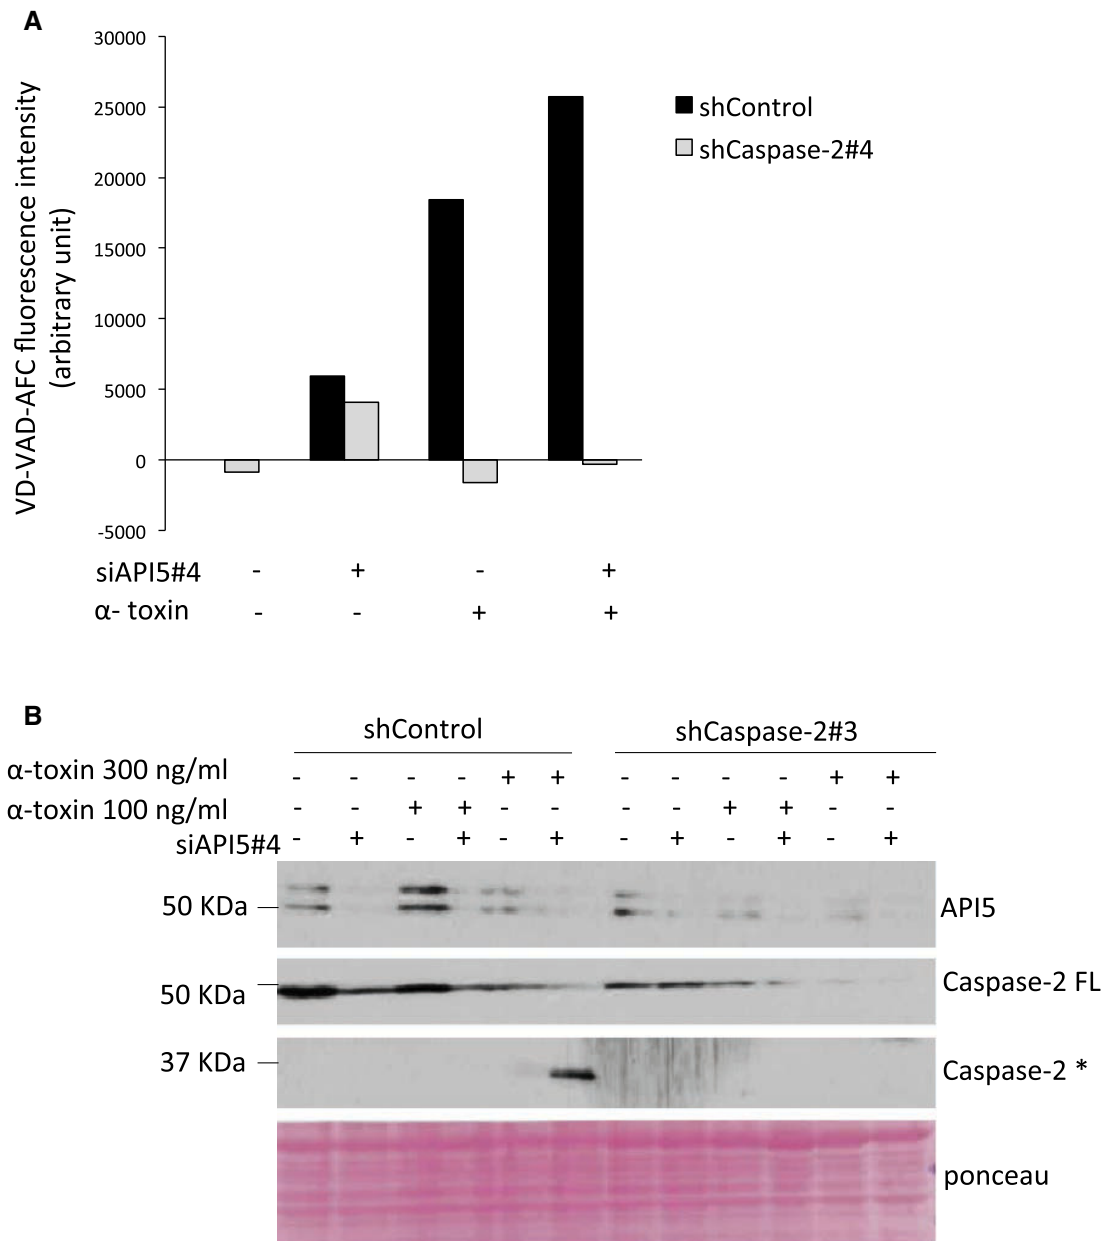 A
30000
25000
20000
15000
10000
5000
0
-5000
VD-VAD-AFC fluorescence intensity
(arbitrary unit)
shControl
shCaspase-2#4
siAPI5#4 - + - +
α- toxin - - + +
B
shControl shCaspase-2#3
α-toxin 300 ng/ml - - - - + + - - - - + +
α-toxin 100 ng/ml - - + + - - - - + + - -
siAPI5#4 - + - + - + - + - + - +
50 KDa API5
50 KDa Caspase-2 FL
37 KDa Caspase-2 *
ponceau